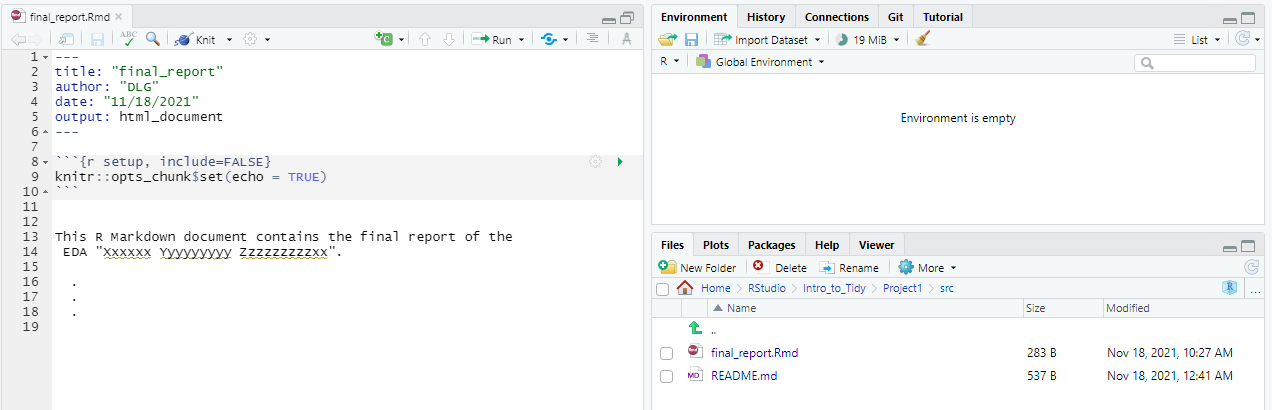 final_report.Rmd
Knit
Run
1 ---
2 title: "final_report"
3 author: "DLG"
4 date: "11/18/2021"
5 output: html_document
6 ---
7
8 ```{r setup, include=FALSE}
9 knitr::opts_chunk$set(echo = TRUE)
10 ```
11
12
13 This R Markdown document contains the final report of the
14 EDA "Xxxxxx Yyyyyyyyy Zzzzzzzzzxx".
15
16 .
17 .
18 .
19
Environment History Connections Git Tutorial
Import Dataset 19 MiB List
R Global Environment
Environment is empty
Files Plots Packages Help Viewer
New Folder Delete Rename More
Home RStudio Intro_to_Tidy Project1 src R ...
Name Size Modified
..
final_report.Rmd 283 B Nov 18, 2021, 10:27 AM
MD README.md 537 B Nov 18, 2021, 12:41 AM